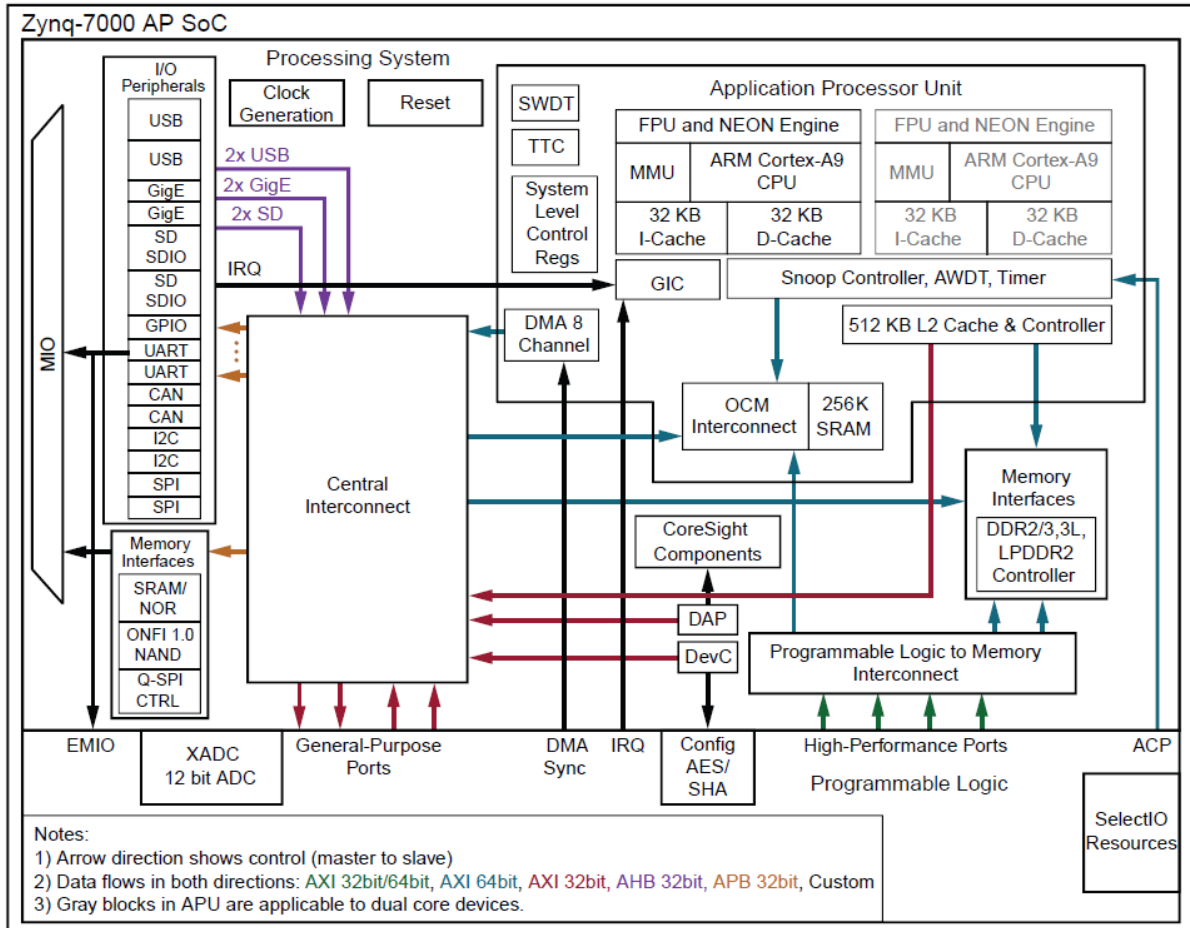 Zynq-7000 AP SoC
Processing System
I/O
Peripherals
USB
USB
GigE
GigE
SD
SDIO
SD
SDIO
GPIO
UART
UART
CAN
CAN
I2C
I2C
SPI
SPI
MIO
Clock
Generation
Reset
2x USB
2x GigE
2x SD
IRQ
Application Processor Unit
SWDT
TTC
System
Level
Control
Regs
FPU and NEON Engine
MMU
ARM Cortex-A9
CPU
32 KB
I-Cache
32 KB
D-Cache
FPU and NEON Engine
MMU
ARM Cortex-A9
CPU
32 KB
I-Cache
32 KB
D-Cache
GIC
Snoop Controller, AWDT, Timer
DMA 8
Channel
512 KB L2 Cache & Controller
OCM
Interconnect
256K
SRAM
Central
Interconnect
Memory
Interfaces
DDR2/3,3L,
LPDDR2
Controller
CoreSight
Components
DAP
DevC
Programmable Logic to Memory
Interconnect
Memory
Interfaces
SRAM/
NOR
ONFI 1.0
NAND
Q-SPI
CTRL
EMIO
XADC
12 bit ADC
General-Purpose
Ports
DMA
Sync
IRQ
Config
AES/
SHA
High-Performance Ports
ACP
Programmable Logic
SelectIO
Resources
Notes:
1) Arrow direction shows control (master to slave)
2) Data flows in both directions: AXI 32bit/64bit, AXI 64bit, AXI 32bit, AHB 32bit, APB 32bit, Custom
3) Gray blocks in APU are applicable to dual core devices.